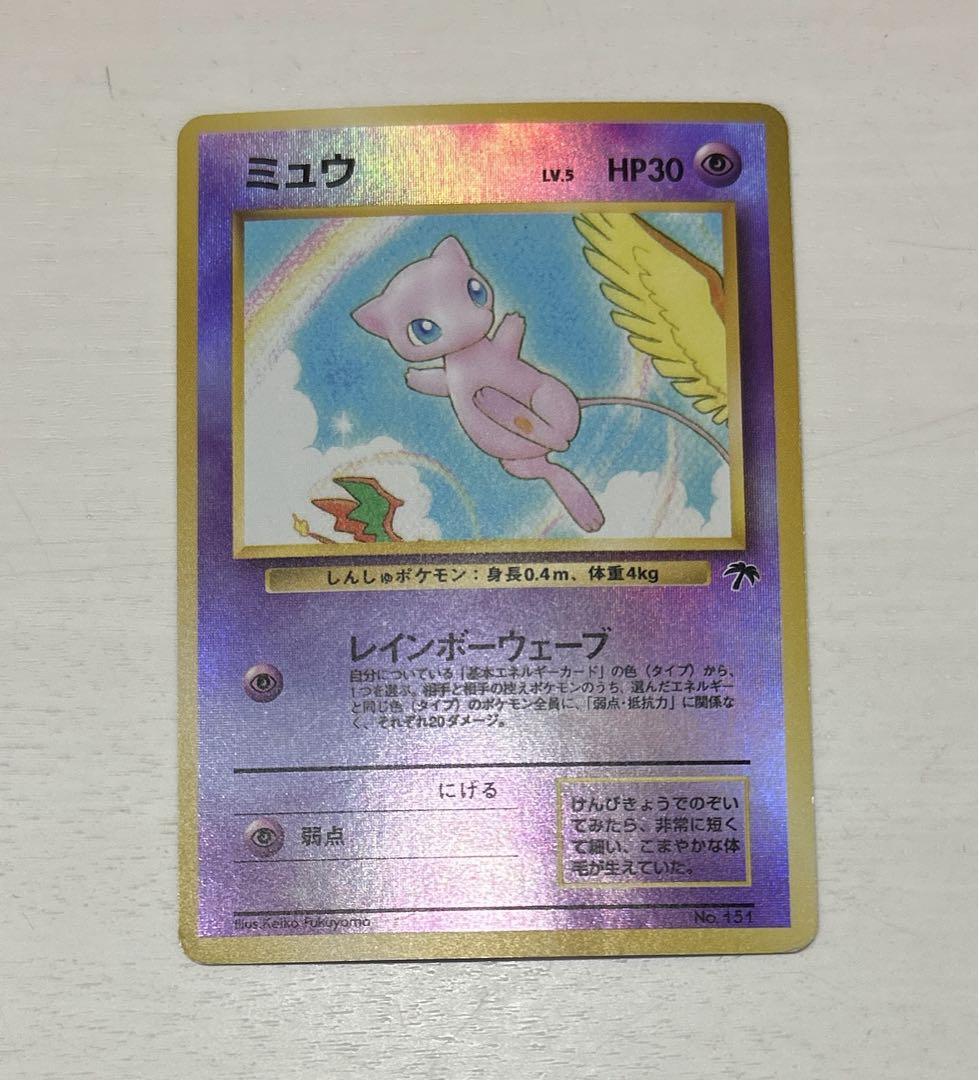 ミュウ LV.5 HP30
しんしゅポケモン：身長0.4m、体重4kg
レインボーウェーブ
自分についている「基本エネルギーカード」の色（タイプ）から、
1つを選ぶ。相手と相手の控えポケモンのうち、選んだエネルギー
と同じ色（タイプ）のポケモン全員に、「弱点・抵抗力」に関係な
く、それぞれ20ダメージ。
にげる
弱点
けんびきょうでのぞい
てみたら、非常に短く
て細い、こまやかな体
毛が生えていた。
Illus.Keiko Fukuyama No.151